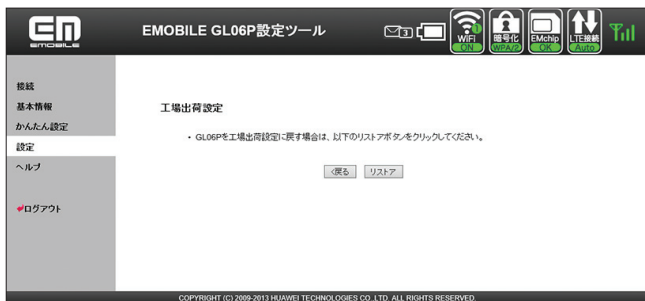 EM
EMOBILE
EMOBILE GL06P設定ツール
3
WiFi
ON
1
暗号化
WPA/2
EMchip
OK
LTE接続
Auto
接続
基本情報
かんたん設定
設定
ヘルプ
ログアウト
工場出荷設定
・ GL06Pを工場出荷設定に戻す場合は、以下のリストアボタンをクリックしてください。
<戻る リストア
COPYRIGHT (C) 2009-2013 HUAWEI TECHNOLOGIES CO.,LTD. ALL RIGHTS RESERVED.